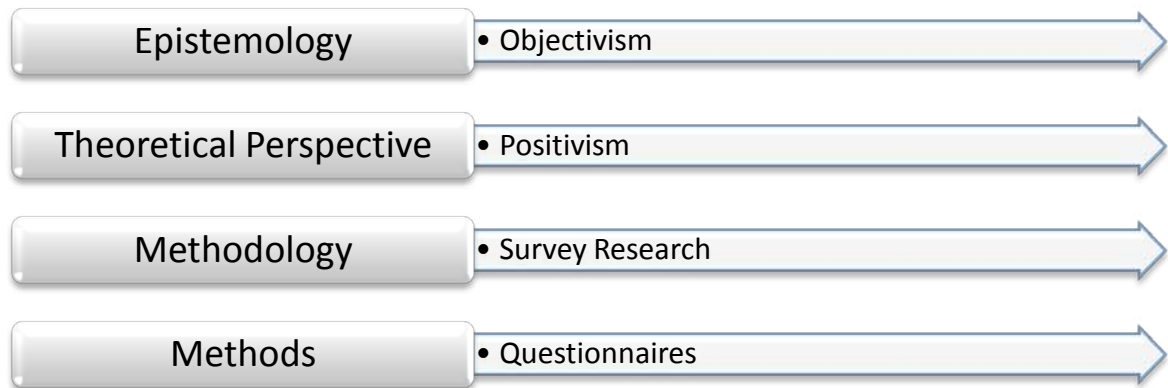 Epistemology
• Objectivism
Theoretical Perspective
• Positivism
Methodology
• Survey Research
Methods
• Questionnaires